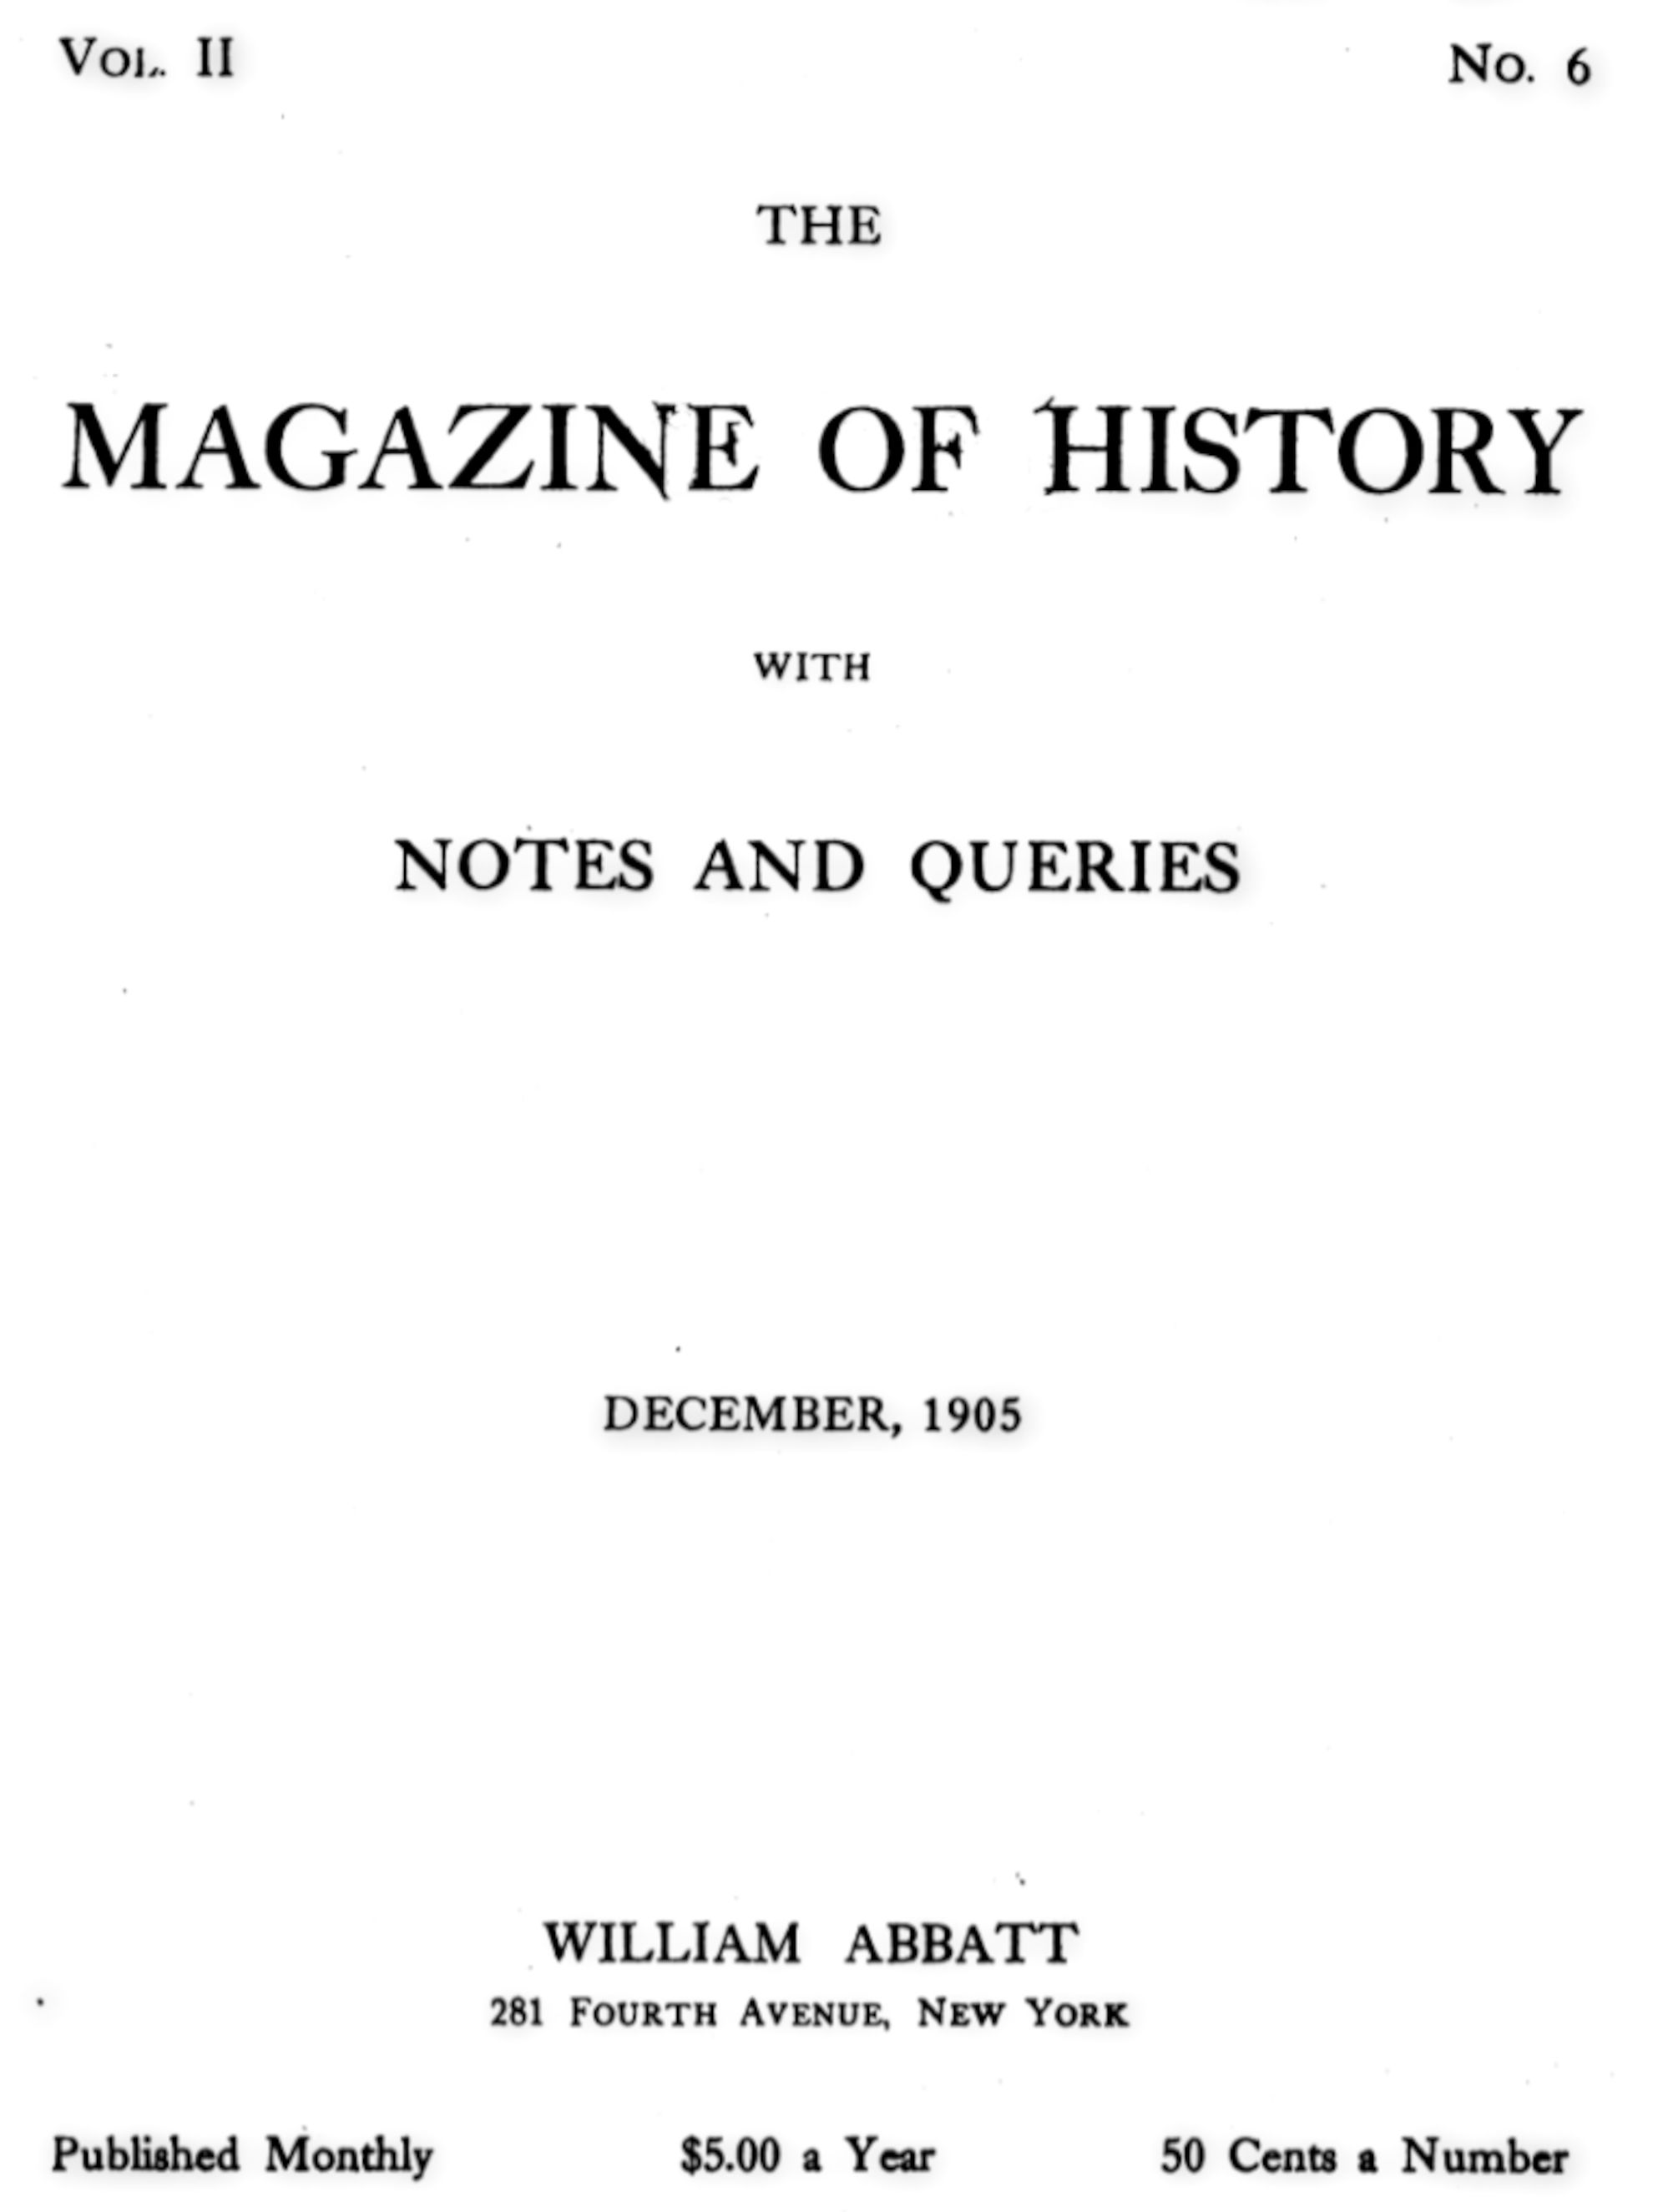 Vol. II No. 6
THE
MAGAZINE OF HISTORY
WITH
NOTES AND QUERIES
DECEMBER, 1905
WILLIAM ABBATT
281 Fourth Avenue, New York
Published Monthly $5.00 a Year 50 Cents a Number